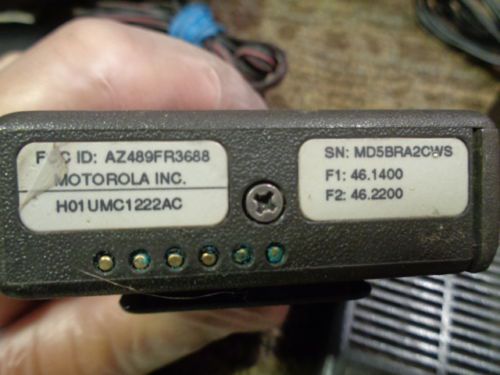 FCC ID: AZ489FR3688
MOTOROLA INC.
H01UMC1222AC
SN: MD5BRA2CWS
F1: 46.1400
F2: 46.2200